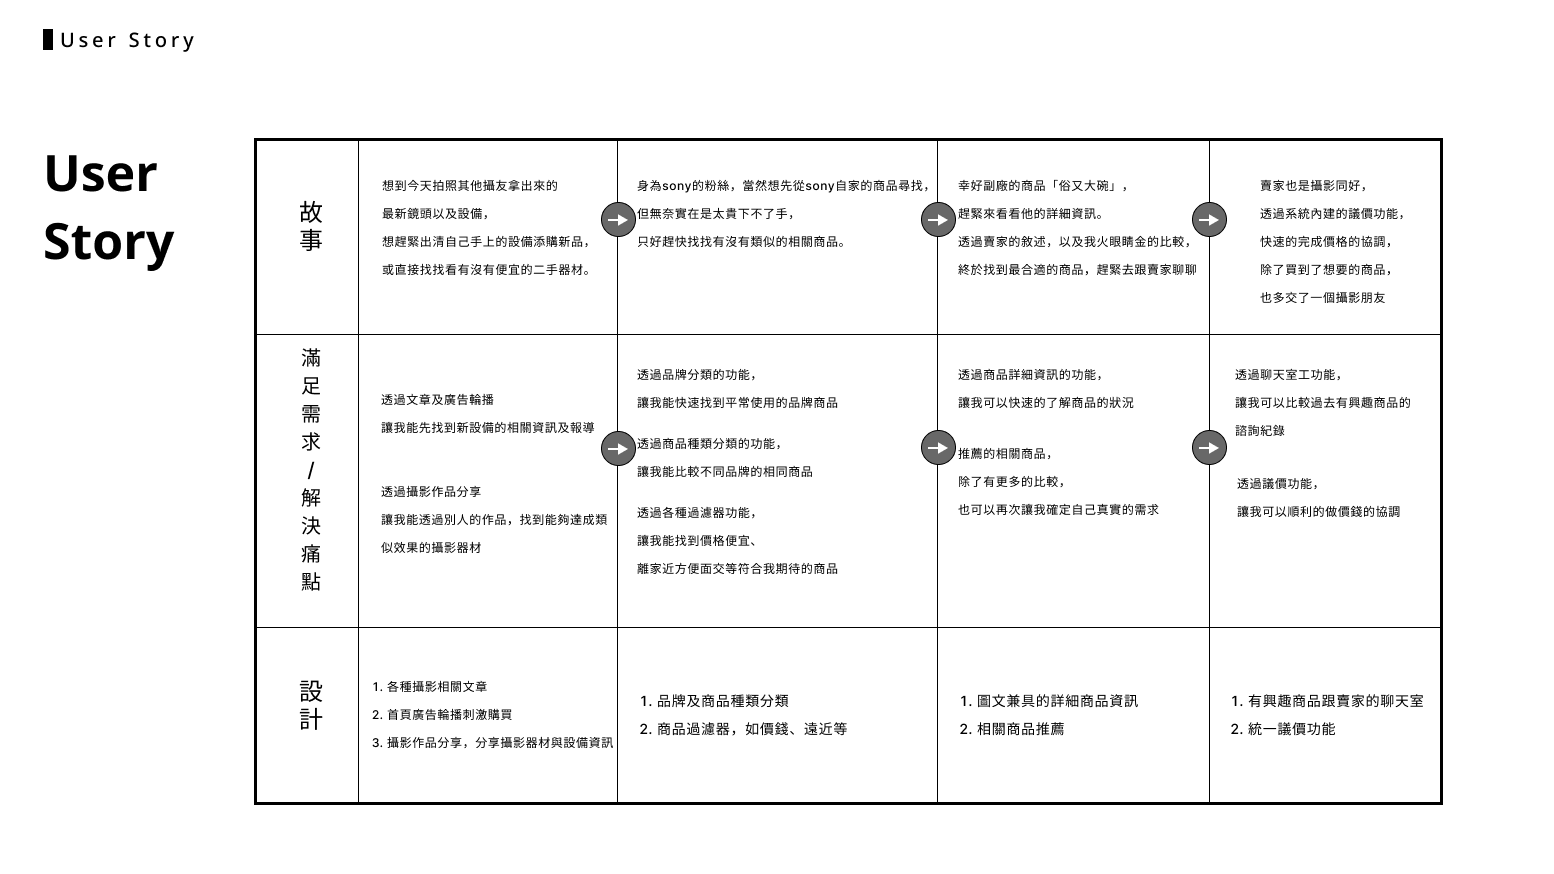 User Story
User
Story
故
事
想到今天拍照其他攝友拿出來的
最新鏡頭以及設備，
想趕緊出清自己手上的設備添購新品，
或直接找找看有沒有便宜的二手器材。
身為sony的粉絲，當然想先從sony自家的商品尋找，
但無奈實在是太貴下不了手，
只好趕快找找有沒有類似的相關商品。
幸好副廠的商品「俗又大碗」，
趕緊來看看他的詳細資訊。
透過賣家的敘述，以及我火眼睛金的比較，
終於找到最合適的商品，趕緊去跟賣家聊聊
賣家也是攝影同好，
透過系統內建的議價功能，
快速的完成價格的協調，
除了買到了想要的商品，
也多交了一個攝影朋友
滿
足
需
求
/
解
決
痛
點
透過文章及廣告輪播
讓我能先找到新設備的相關資訊及報導
透過攝影作品分享
讓我能透過別人的作品，找到能夠達成類
似效果的攝影器材
透過品牌分類的功能，
讓我能快速找到平常使用的品牌商品
透過商品種類分類的功能，
讓我能比較不同品牌的相同商品
透過各種過濾器功能，
讓我能找到價格便宜、
離家近方便面交等符合我期待的商品
透過商品詳細資訊的功能，
讓我可以快速的了解商品的狀況
推薦的相關商品，
除了有更多的比較，
也可以再次讓我確定自己真實的需求
透過聊天室工功能，
讓我可以比較過去有興趣商品的
諮詢紀錄
透過議價功能，
讓我可以順利的做價錢的協調
設
計
1. 各種攝影相關文章
2. 首頁廣告輪播刺激購買
3. 攝影作品分享，分享攝影器材與設備資訊
1. 品牌及商品種類分類
2. 商品過濾器，如價錢、遠近等
1. 圖文兼具的詳細商品資訊
2. 相關商品推薦
1. 有興趣商品跟賣家的聊天室
2. 統一議價功能